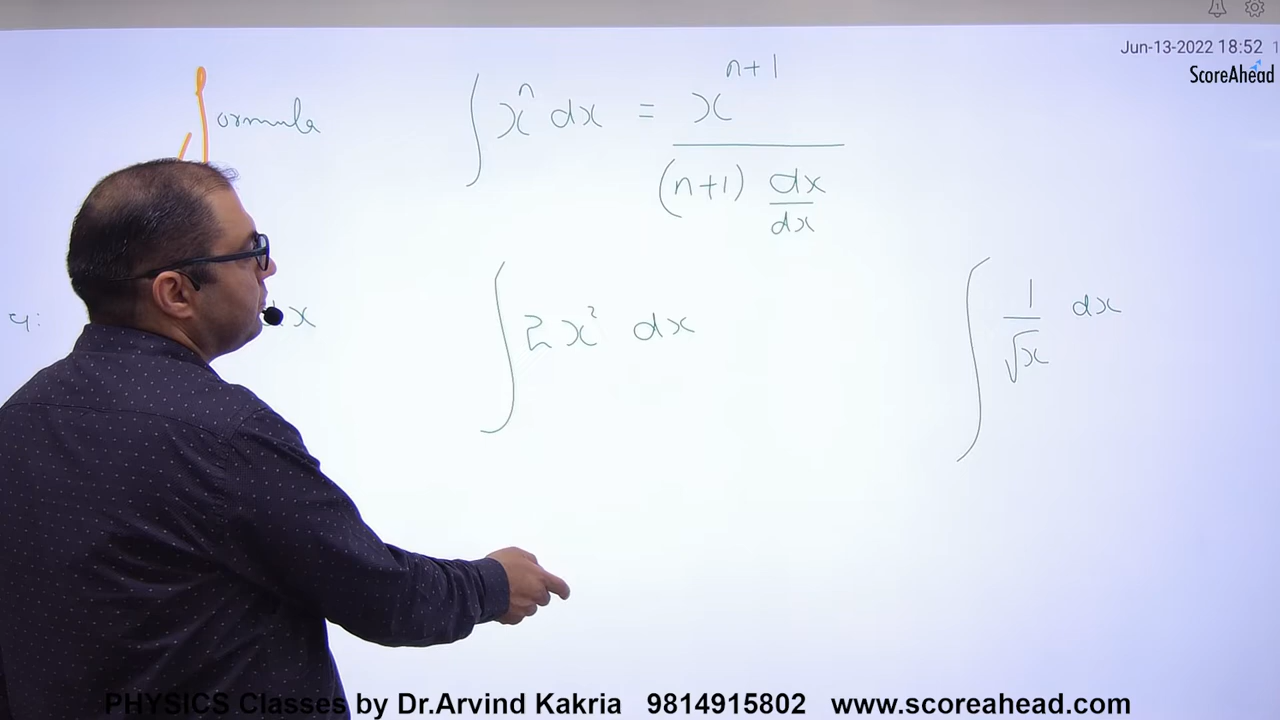 Jun-13-2022 18:52 1
ScoreAhead
formula
∫ xⁿ dx = xⁿ⁺¹ / (n+1) dx/dx
∫ 2x² dx
∫ 1/√x dx
PHYSICS Classes by Dr.Arvind Kakria 9814915802 www.scoreahead.com